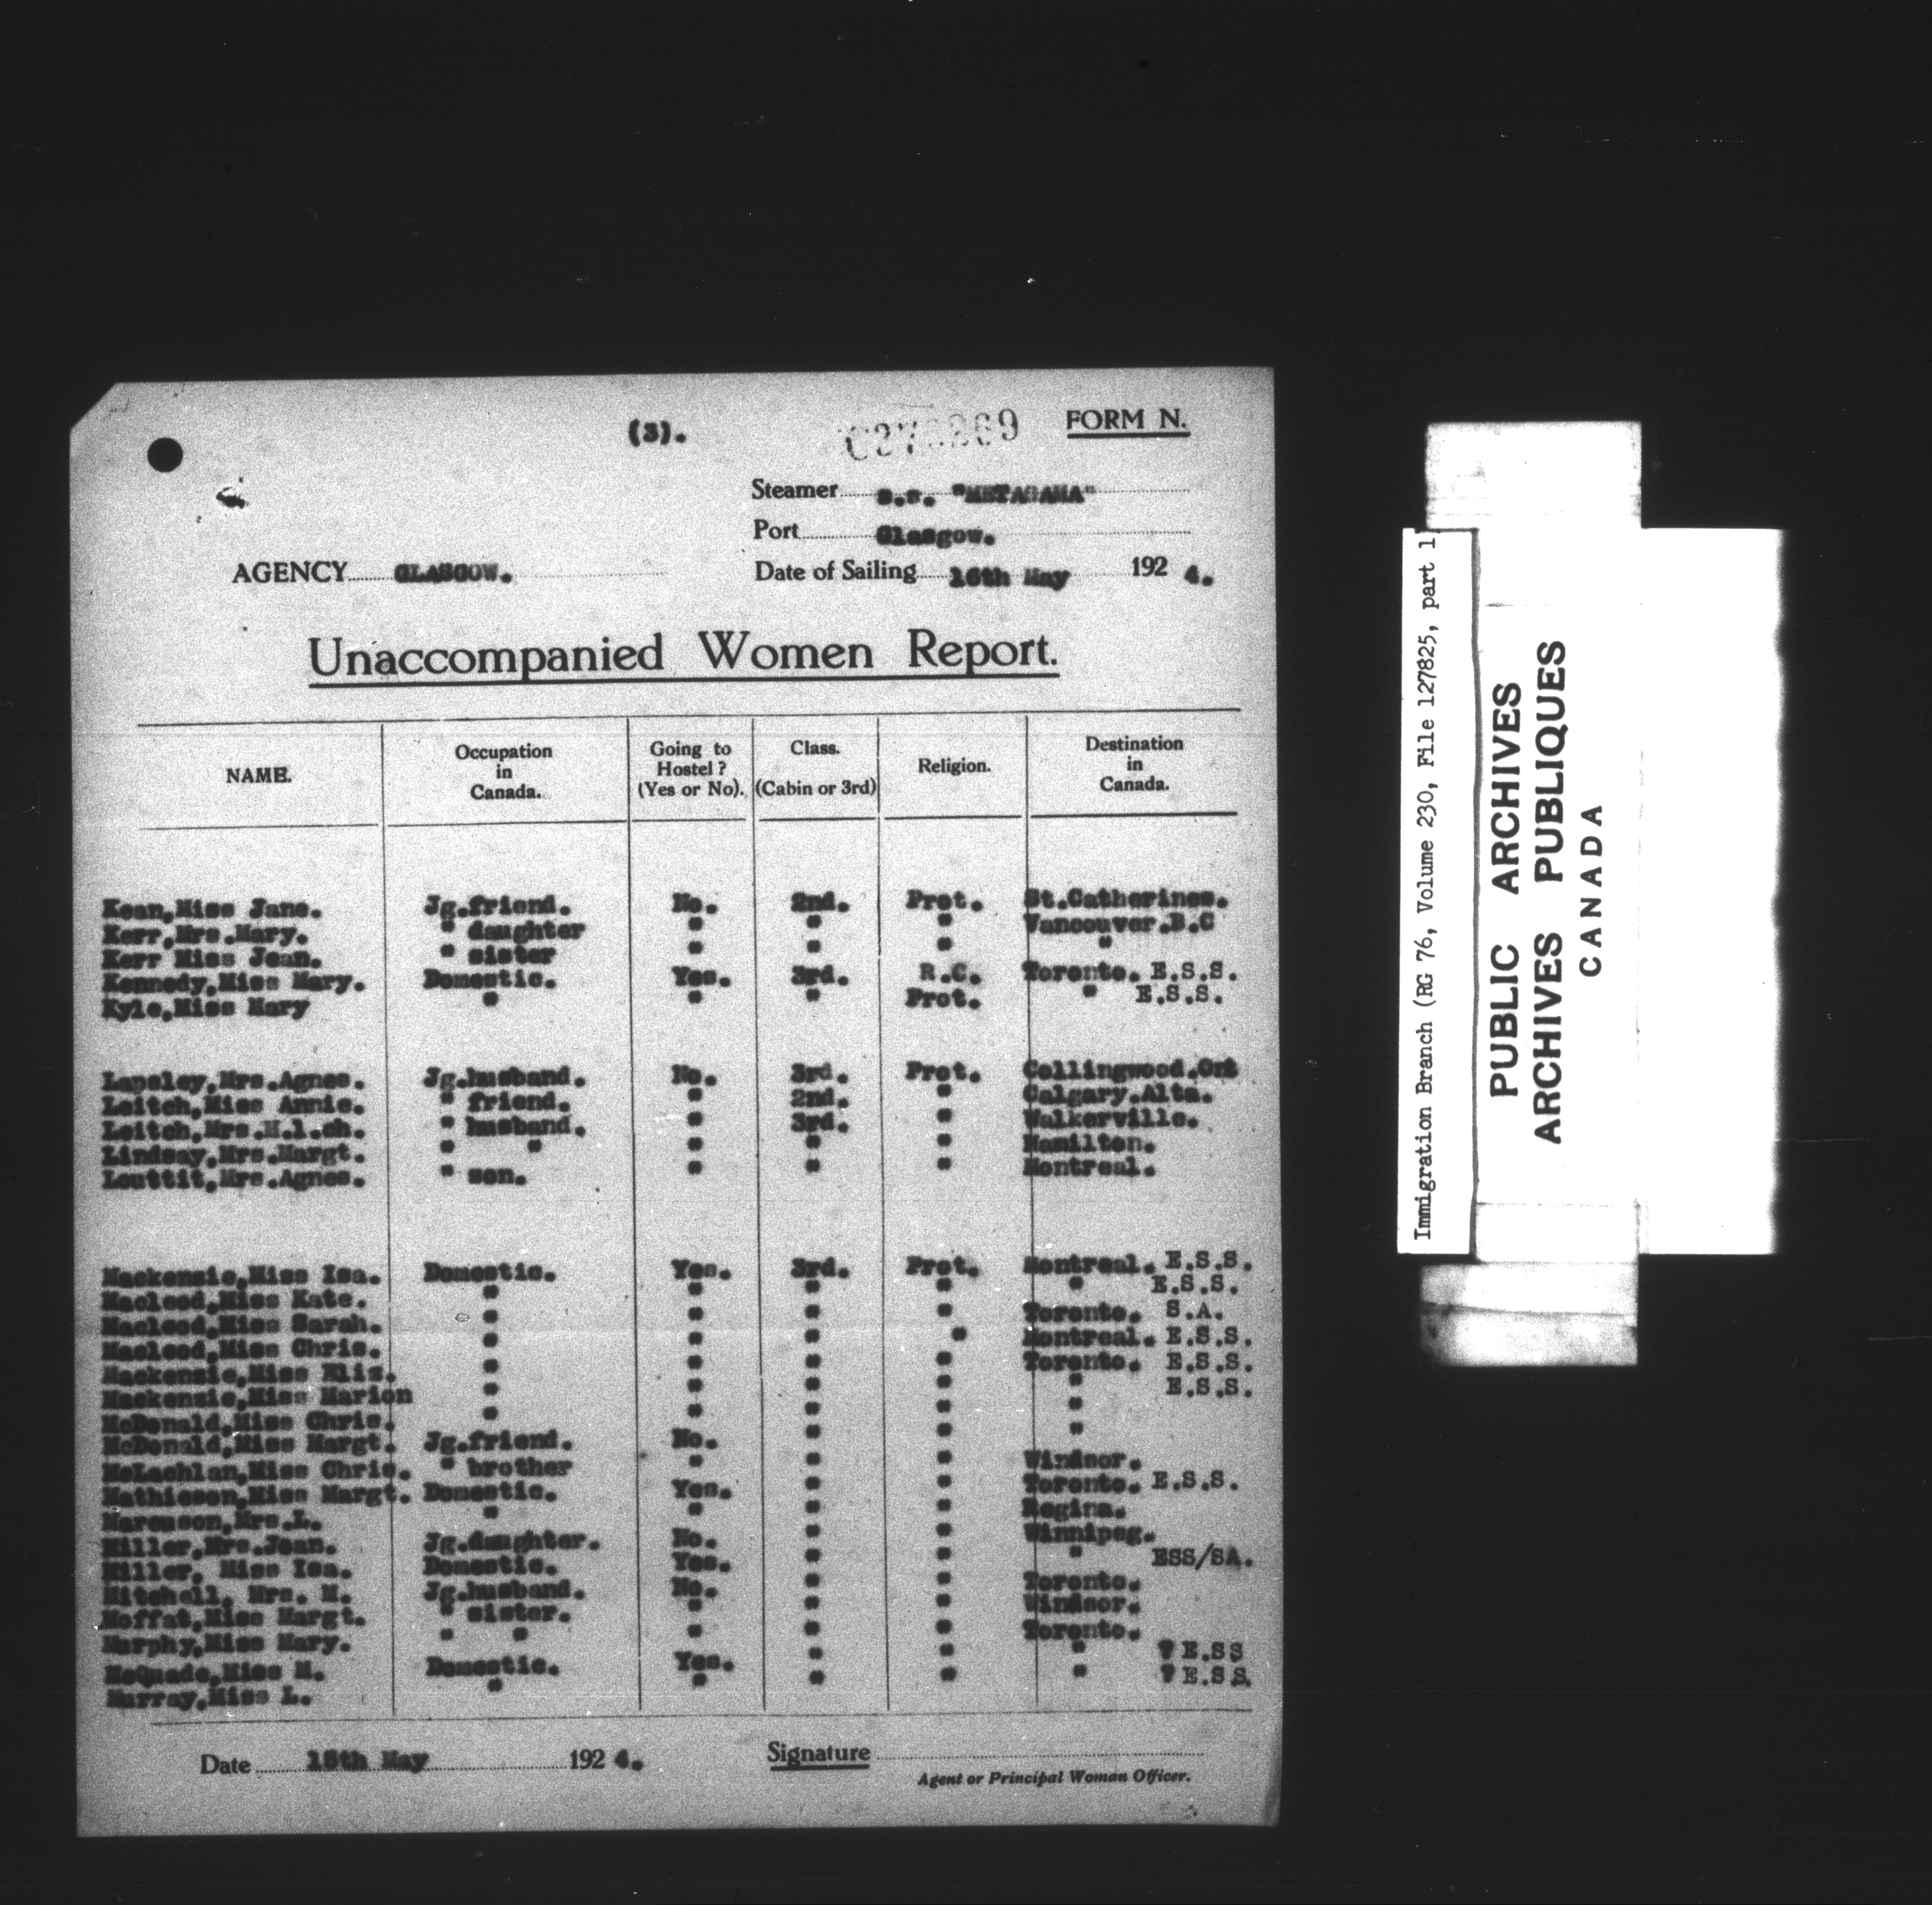 (3).
FORM N.
Steamer s.s. "METAGAMA"
Port Glasgow.
AGENCY GLASGOW. Date of Sailing 16th May 192 4.
Unaccompanied Women Report.
NAME. Occupation in Canada. Going to Hostel? (Yes or No). Class. (Cabin or 3rd) Religion. Destination in Canada.
Kean,Miss Jane. Jg.friend. No. 2nd. Prot. St.Catherines.
Kerr,Mrs.Mary. " daughter " " " Vancouver.B.C
Kerr Miss Jean. " sister " " " "
Kennedy,Miss Mary. Domestic. Yes. 3rd. R.C. Toronto. E.S.S.
Kyle,Miss Mary " " " Prot. " E.S.S.
Lapsley,Mrs.Agnes. Jg.husband. No. 3rd. Prot. Collingwood.Ont
Leitch,Miss Annie. " friend. " 2nd. " Calgary.Alta.
Leitch,Mrs.M.1.ch. " husband. " 3rd. " Walkerville.
Lindsay,Mrs.Margt. " " " " " Hamilton.
Louttit,Mrs.Agnes. " son. " " " Montreal.
Mackenzie,Miss Isa. Domestic. Yes. 3rd. Prot. Montreal. E.S.S.
Macleod,Miss Kate. " " " " " E.S.S.
Macleod,Miss Sarah. " " " " Toronto. S.A.
Macleod,Miss Chris. " " " " Montreal. E.S.S.
Mackenzie,Miss Elis. " " " " Toronto. E.S.S.
Mackenzie,Miss Marion " " " " " E.S.S.
McDonald,Miss Chris. " " " " "
McDonald,Miss Margt. Jg.friend. No. " " "
McLachlan,Miss Chris. " brother " " " Windsor.
Mathieson,Miss Margt. Domestic. Yes. " " Toronto. E.S.S.
Mrs.L. " " " " Regina.
Miller,Mrs.Jean. Jg.daughter. No. " " Winnipeg.
Miller, Miss Isa. Domestic. Yes. " " " ESS/SA.
Mitchell, Mrs. M. Jg.husband. No. " " Toronto.
Moffat,Miss Margt. " sister. " " " Windsor.
Murphy,Miss Mary. " " " " " Toronto.
McQuade,Miss M. Domestic. Yes. " " " ? E.SS
Murray,Miss L. " " " " " ? E.SS.
Date May 192 4. Signature
Agent or Principal Woman Officer.
Immigration Branch (RG 76, Volume 230, File 127825, part 1
PUBLIC ARCHIVES
ARCHIVES PUBLIQUES
CANADA